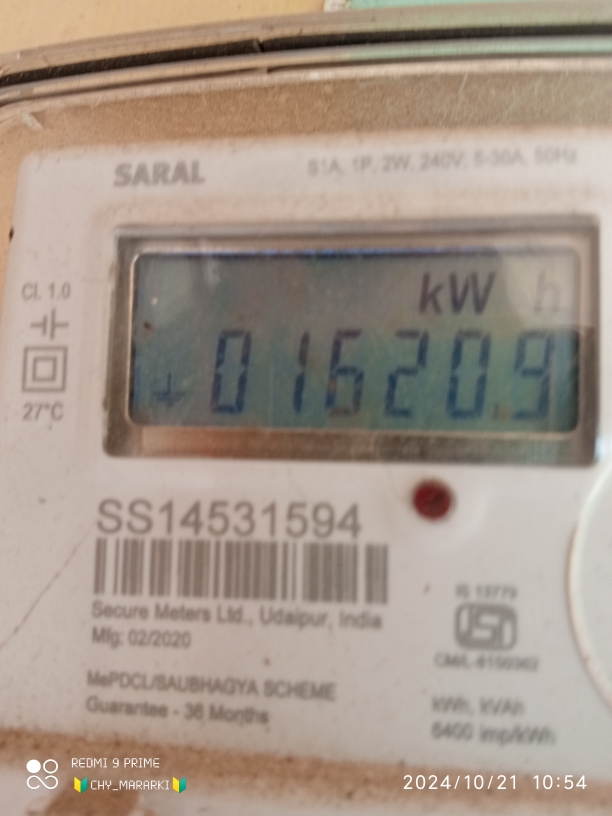 SARAL
S1A, 1P, 2W, 240V, 5-30A, 50Hz
Cl. 1.0
27°C
kW h
01620.9
SS14531594
Secure Meters Ltd., Udaipur, India
Mfg: 02/2020
MePDCL/SAUBHAGYA SCHEME
Guarantee - 36 Months
IS 13779
kWh, kVAh
6400 imp/kWh
REDMI 9 PRIME
🔰CHY_MARARKI🔰
2024/10/21 10:54